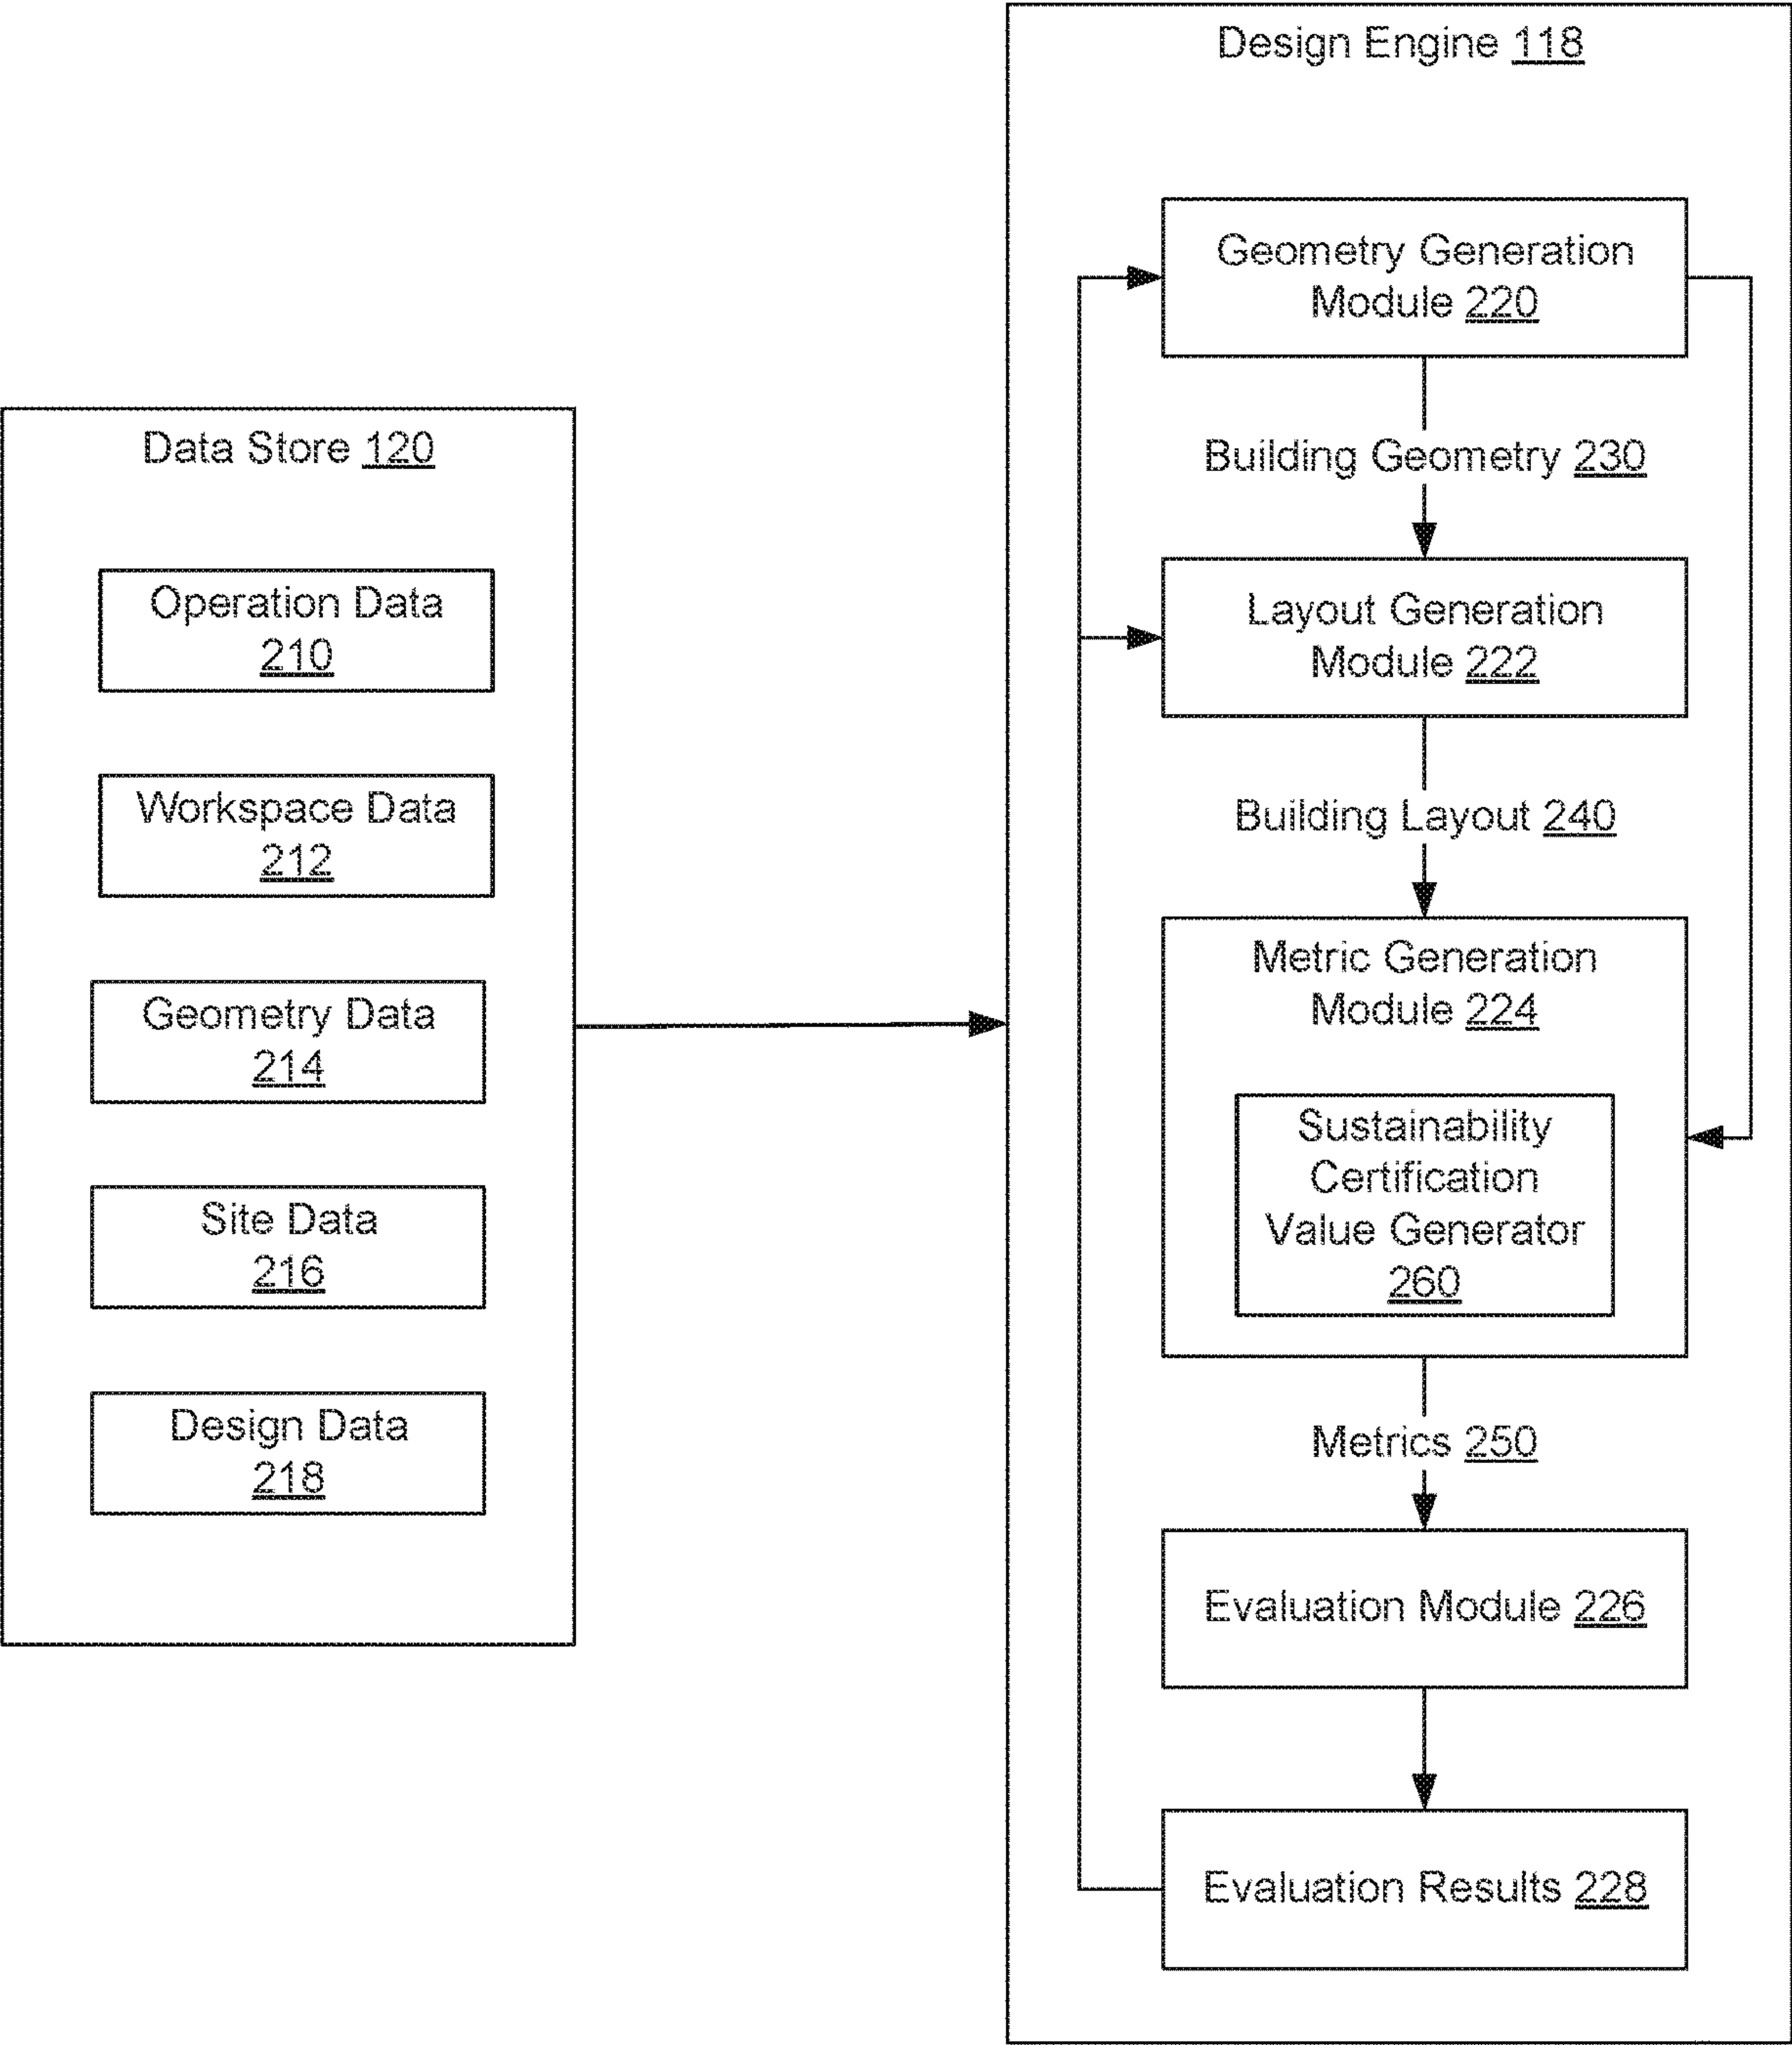 Data Store 120
Operation Data
210
Workspace Data
212
Geometry Data
214
Site Data
216
Design Data
218
Design Engine 118
Geometry Generation
Module 220
Building Geometry 230
Layout Generation
Module 222
Building Layout 240
Metric Generation
Module 224
Sustainability
Certification
Value Generator
260
Metrics 250
Evaluation Module 226
Evaluation Results 228